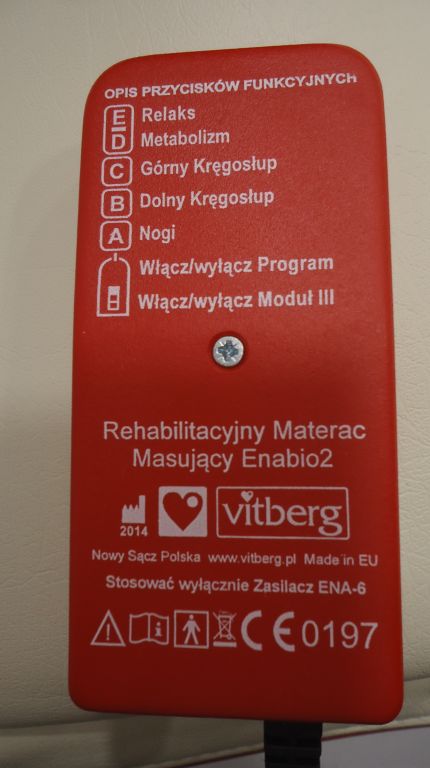 OPIS PRZYCISKÓW FUNKCYJNYCH
E Relaks
D Metabolizm
C Górny Kręgosłup
B Dolny Kręgosłup
A Nogi
Włącz/wyłącz Program
Włącz/wyłącz Moduł III
Rehabilitacyjny Materac
Masujący Enabio2
2014 vitberg
Nowy Sącz Polska www.vitberg.pl Made in EU
Stosować wyłącznie Zasilacz ENA-6
CE 0197